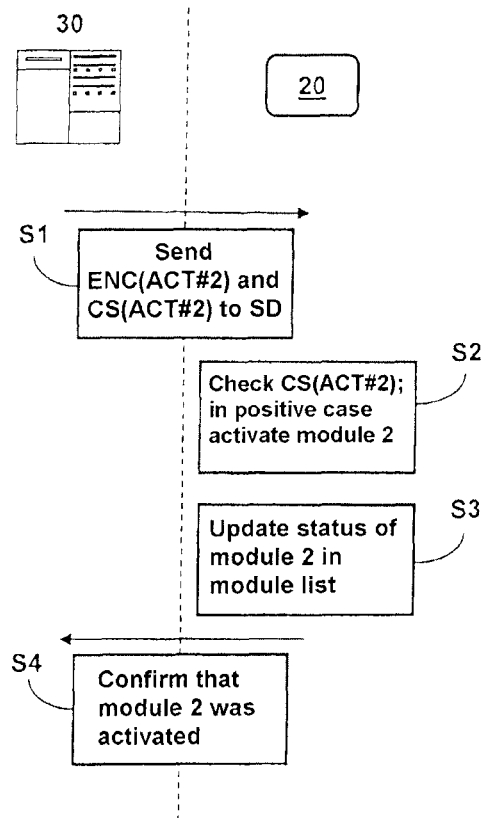 30
20
S1
Send
ENC(ACT#2) and
CS(ACT#2) to SD
S2
Check CS(ACT#2);
in positive case
activate module 2
S3
Update status of
module 2 in
module list
S4
Confirm that
module 2 was
activated